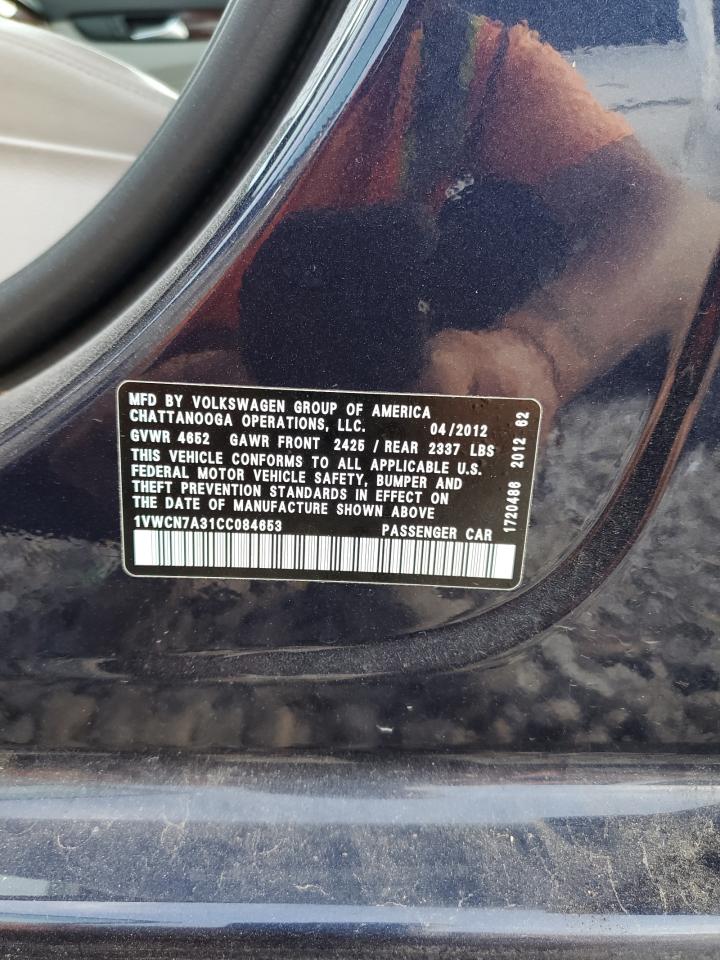 MFD BY VOLKSWAGEN GROUP OF AMERICA
CHATTANOOGA OPERATIONS, LLC. 04/2012
GVWR 4652 GAWR FRONT 2425 / REAR 2337 LBS
THIS VEHICLE CONFORMS TO ALL APPLICABLE U.S.
FEDERAL MOTOR VEHICLE SAFETY, BUMPER AND
THEFT PREVENTION STANDARDS IN EFFECT ON
THE DATE OF MANUFACTURE SHOWN ABOVE
1VWCN7A31CC084653 PASSENGER CAR
1720486 2012 62